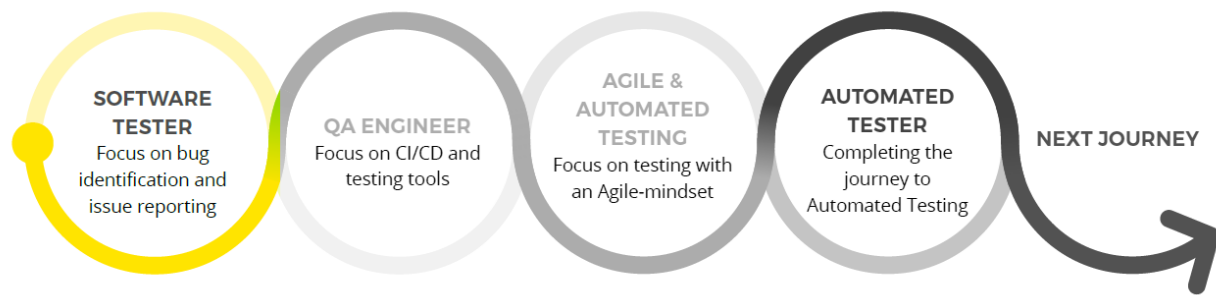 SOFTWARE
TESTER
Focus on bug
identification and
issue reporting
QA ENGINEER
Focus on CI/CD and
testing tools
AGILE &
AUTOMATED
TESTING
Focus on testing with
an Agile-mindset
AUTOMATED
TESTER
Completing the
journey to
Automated Testing
NEXT JOURNEY